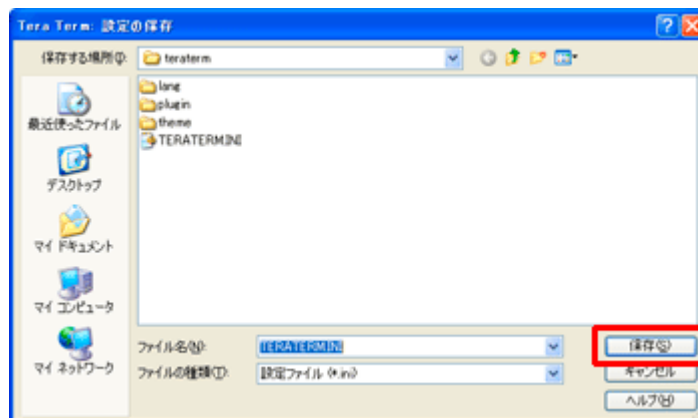 Tera Term: 設定の保存
保存する場所(I):
teraterm
lang
plugin
theme
TERATERM.INI
最近使ったファイル
デスクトップ
マイ ドキュメント
マイ コンピュータ
マイ ネットワーク
ファイル名(N):
TERATERM.INI
保存(S)
ファイルの種類(T):
設定ファイル (*.ini)
キャンセル
ヘルプ(H)